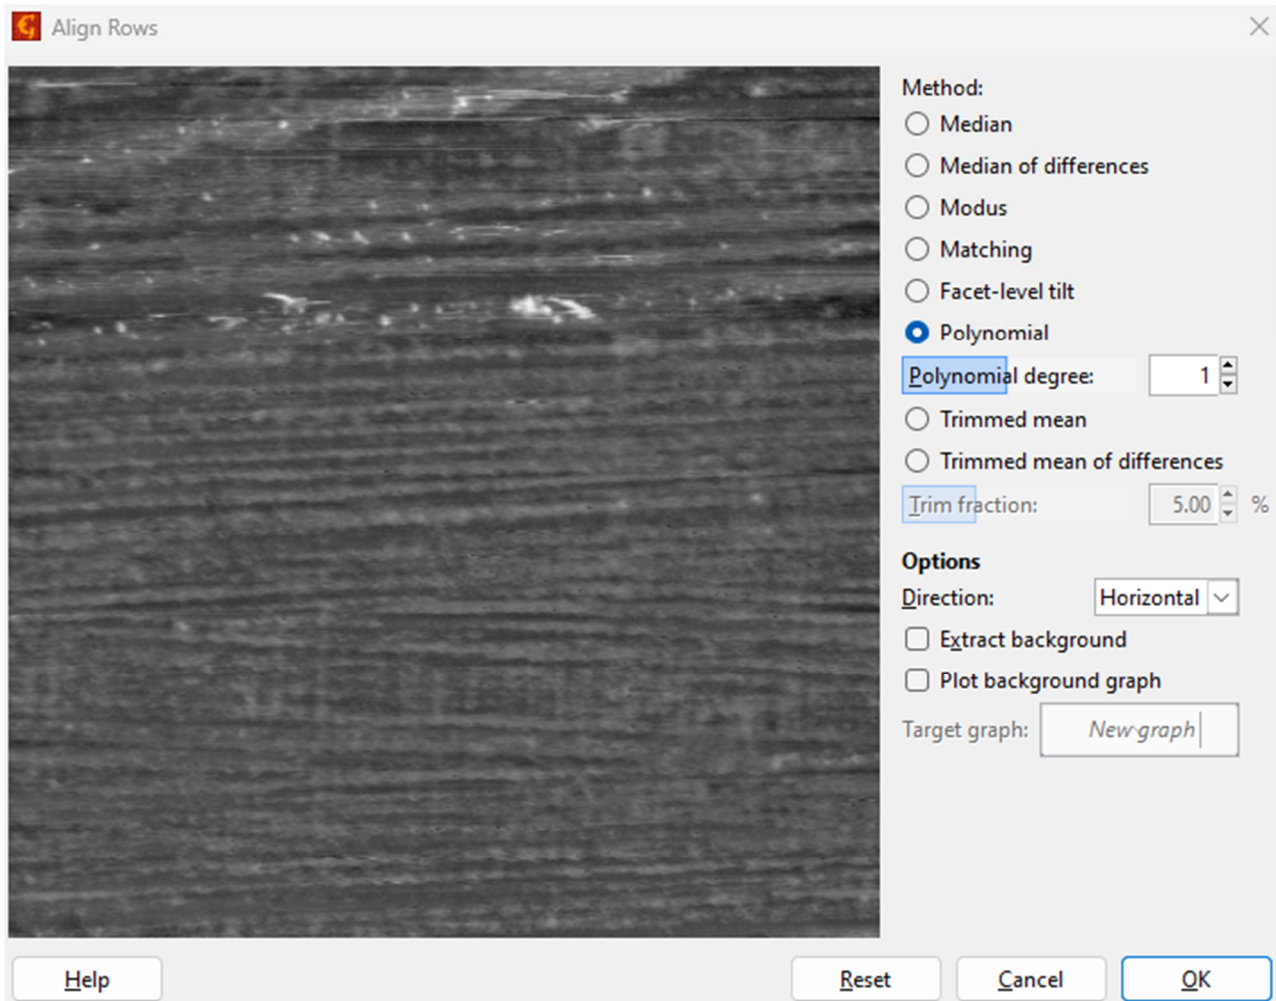 Align Rows
Method:
Median
Median of differences
Modus
Matching
Facet-level tilt
Polynomial
Polynomial degree: 1
Trimmed mean
Trimmed mean of differences
Trim fraction: 5.00 %
Options
Direction: Horizontal
Extract background
Plot background graph
Target graph: New graph
Help Reset Cancel OK